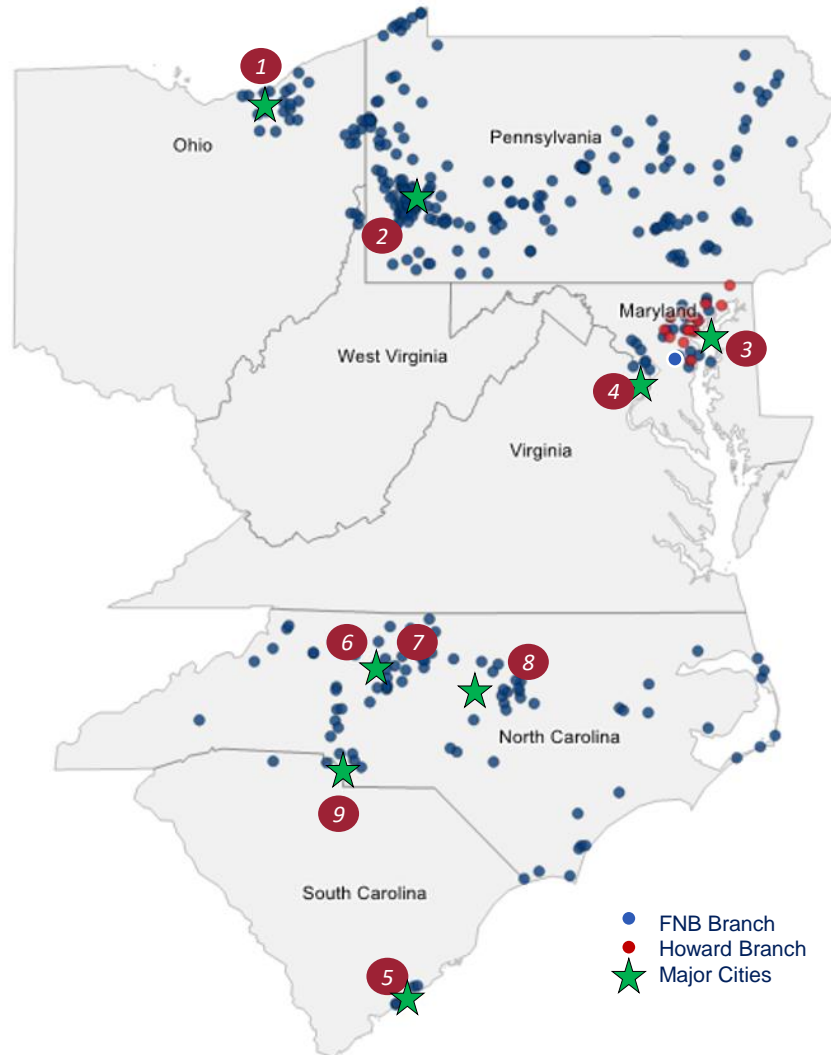 1
Ohio
Pennsylvania
2
Maryland
3
West Virginia
4
Virginia
6
7
8
North Carolina
9
South Carolina
5
FNB Branch
Howard Branch
Major Cities